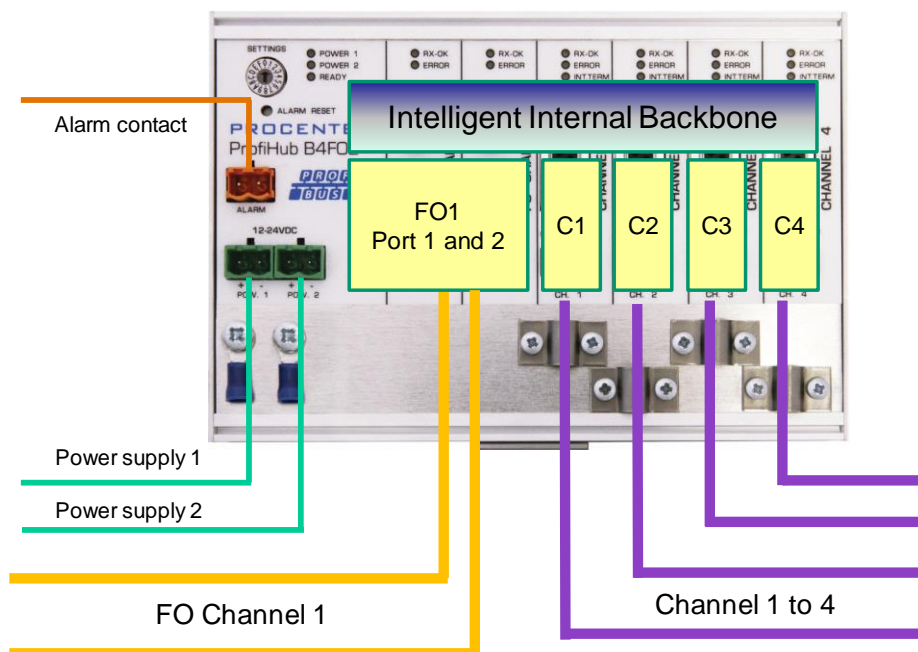 SETTINGS
POWER 1
POWER 2
READY
RX-OK
ERROR
RX-OK
ERROR
RX-OK
ERROR
INT.TERM
RX-OK
ERROR
INT.TERM
RX-OK
ERROR
INT.TERM
RX-OK
ERROR
INT.TERM
ALARM RESET
Alarm contact
Intelligent Internal Backbone
ProfiHub
CHANNEL 4
ALARM
FO1
Port 1 and 2
C1
C2
C3
C4
12-24VDC
+ - + -
POW. 1
POW. 2
CH. 1
CH. 2
CH. 3
CH. 4
Power supply 1
Power supply 2
FO Channel 1
Channel 1 to 4